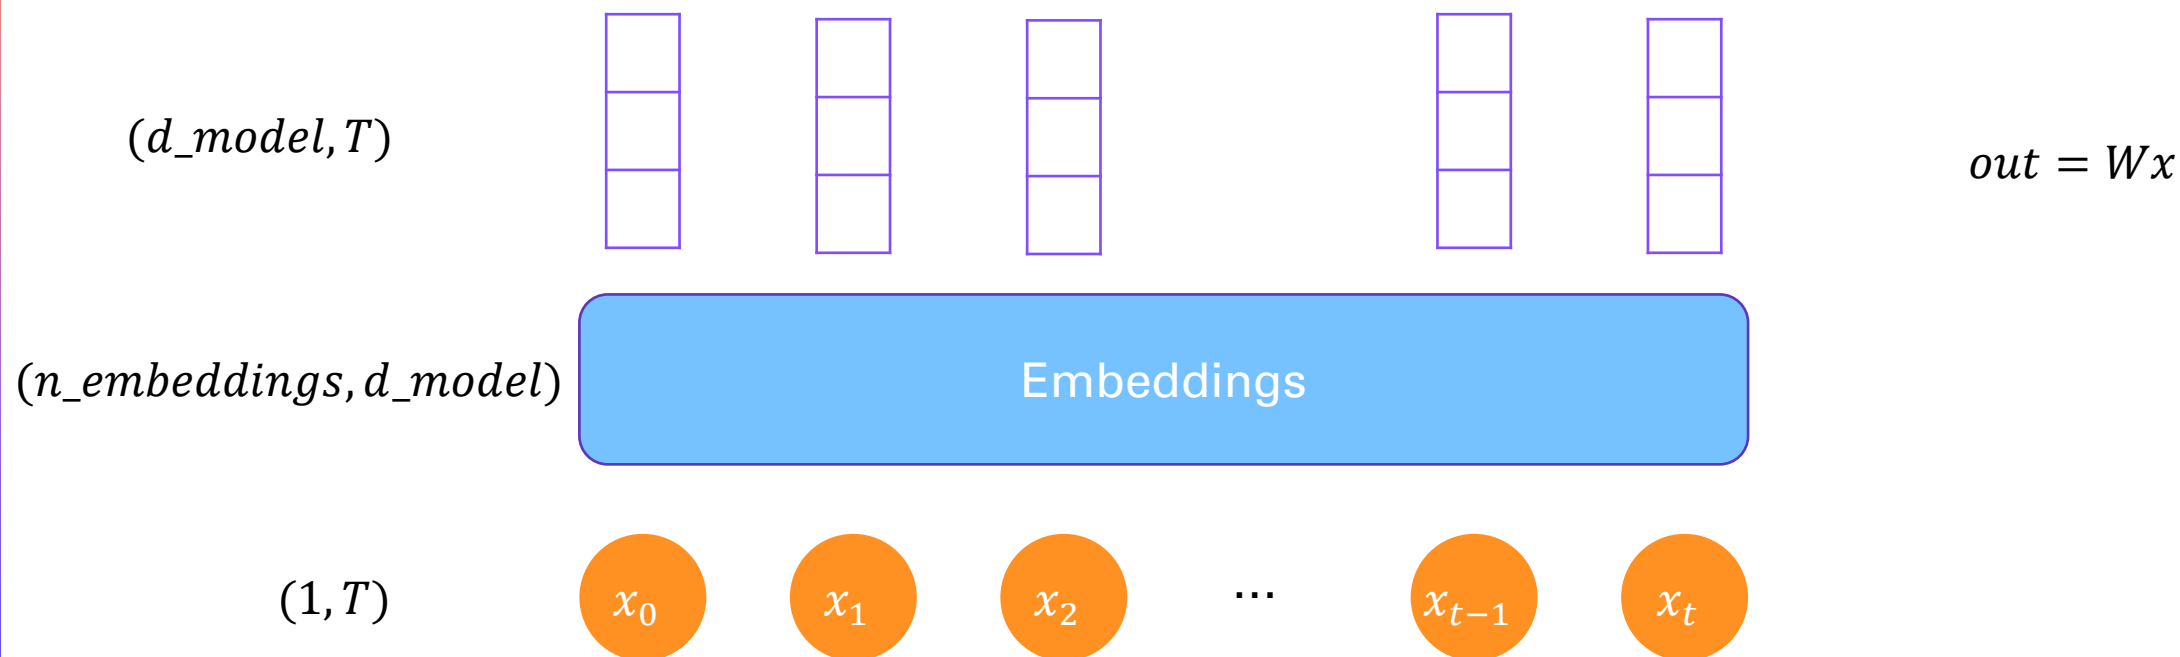 (d_model, T)
out = Wx
(n_embeddings, d_model)
Embeddings
(1, T)
x₀ x₁ x₂ ... xₜ₋₁ xₜ